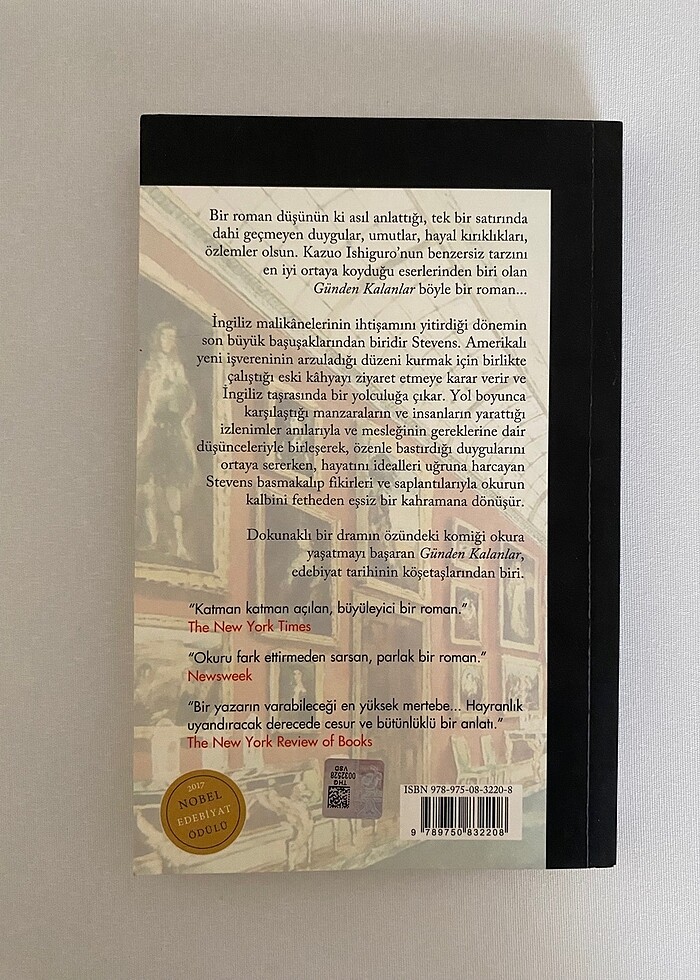 Bir roman düşünün ki asıl anlattığı, tek bir satırında
dahi geçmeyen duygular, umutlar, hayal kırıklıkları,
özlemler olsun. Kazuo Ishiguro'nun benzersiz tarzını
en iyi ortaya koyduğu eserlerinden biri olan
Günden Kalanlar böyle bir roman...
İngiliz malikânelerinin ihtişamını yitirdiği dönemin
son büyük başuşaklarından biridir Stevens. Amerikalı
yeni işvereninin arzuladığı düzeni kurmak için birlikte
çalıştığı eski kâhyayı ziyaret etmeye karar verir ve
İngiliz taşrasında bir yolculuğa çıkar. Yol boyunca
karşılaştığı manzaraların ve insanların yarattığı
izlenimler anılarıyla ve mesleğinin gereklerine dair
düşünceleriyle birleşerek, özenle bastırdığı duygularını
ortaya sererken, hayatını idealleri uğruna harcayan
Stevens basmakalıp fikirleri ve saplantılarıyla okurun
kalbini fetheden eşsiz bir kahramana dönüşür.
Dokunaklı bir dramın özündeki komiği okura
yaşatmayı başaran Günden Kalanlar,
edebiyat tarihinin köşetaşlarından biri.
"Katman katman açılan, büyüleyici bir roman."
The New York Times
"Okuru fark ettirmeden sarsan, parlak bir roman."
Newsweek
"Bir yazarın varabileceği en yüksek mertebe... Hayranlık
uyandıracak derecede cesur ve bütünlüklü bir anlatı."
The New York Review of Books
2017
NOBEL
EDEBİYAT
ÖDÜLÜ
THG
0032528
VSD
ISBN 978-975-08-3220-8
9 789750 832208